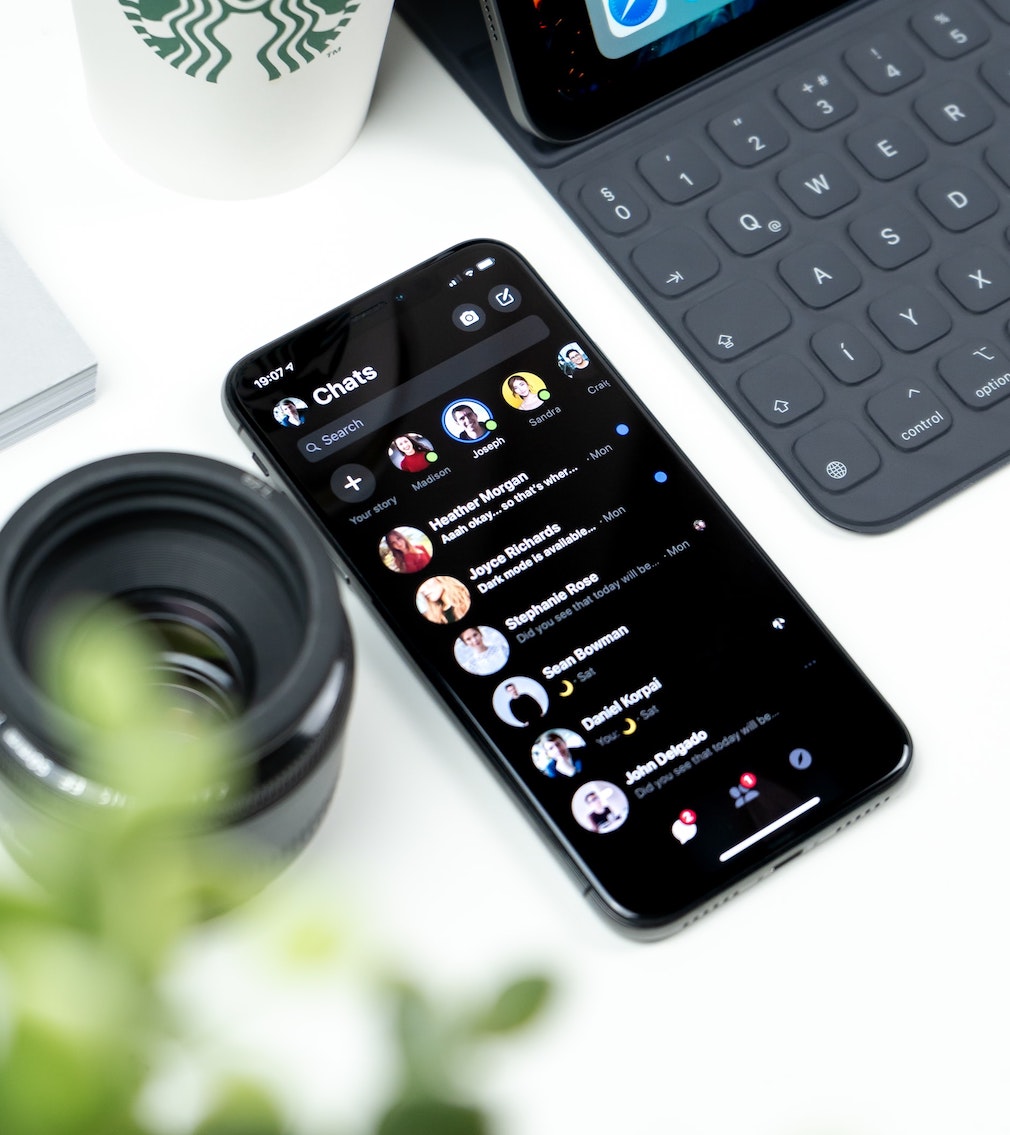 TM
5
! 4
+ # 3
" 2
' 1
§ 0
R
E
W
Q @
D
S
A
X
Y
í
option
control
19:07
Chats
Search
Your story
Madison
Joseph
Sandra
Heather Morgan
Aaah okay... so that's wher... · Mon
Joyce Richards
Dark mode is available... · Mon
Stephanie Rose
Did you see that today will be... · Mon
Sean Bowman
🌙 · Sat
Daniel Korpai
You: 🌙 · Sat
John Delgado
Did you see that today will be...
2
1